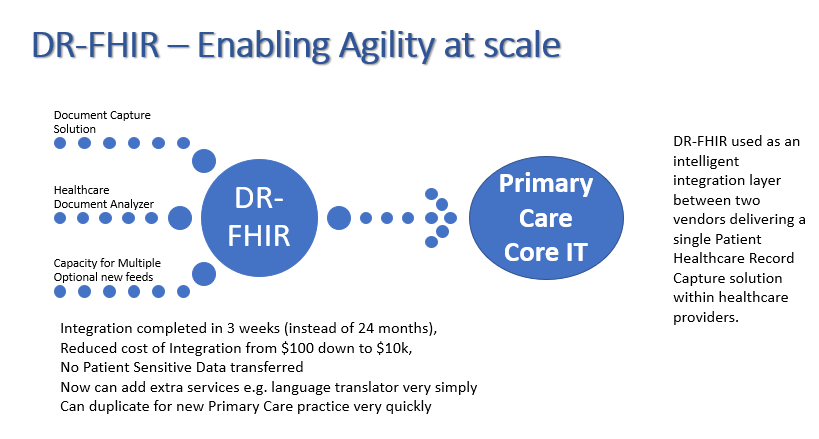 DR-FHIR – Enabling Agility at scale
Document Capture
Solution
Healthcare
Document Analyzer
Capacity for Multiple
Optional new feeds
DR-
FHIR
Primary
Care
Core IT
DR-FHIR used as an
intelligent
integration layer
between two
vendors delivering a
single Patient
Healthcare Record
Capture solution
within healthcare
providers.
Integration completed in 3 weeks (instead of 24 months),
Reduced cost of Integration from $100 down to $10k,
No Patient Sensitive Data transferred
Now can add extra services e.g. language translator very simply
Can duplicate for new Primary Care practice very quickly